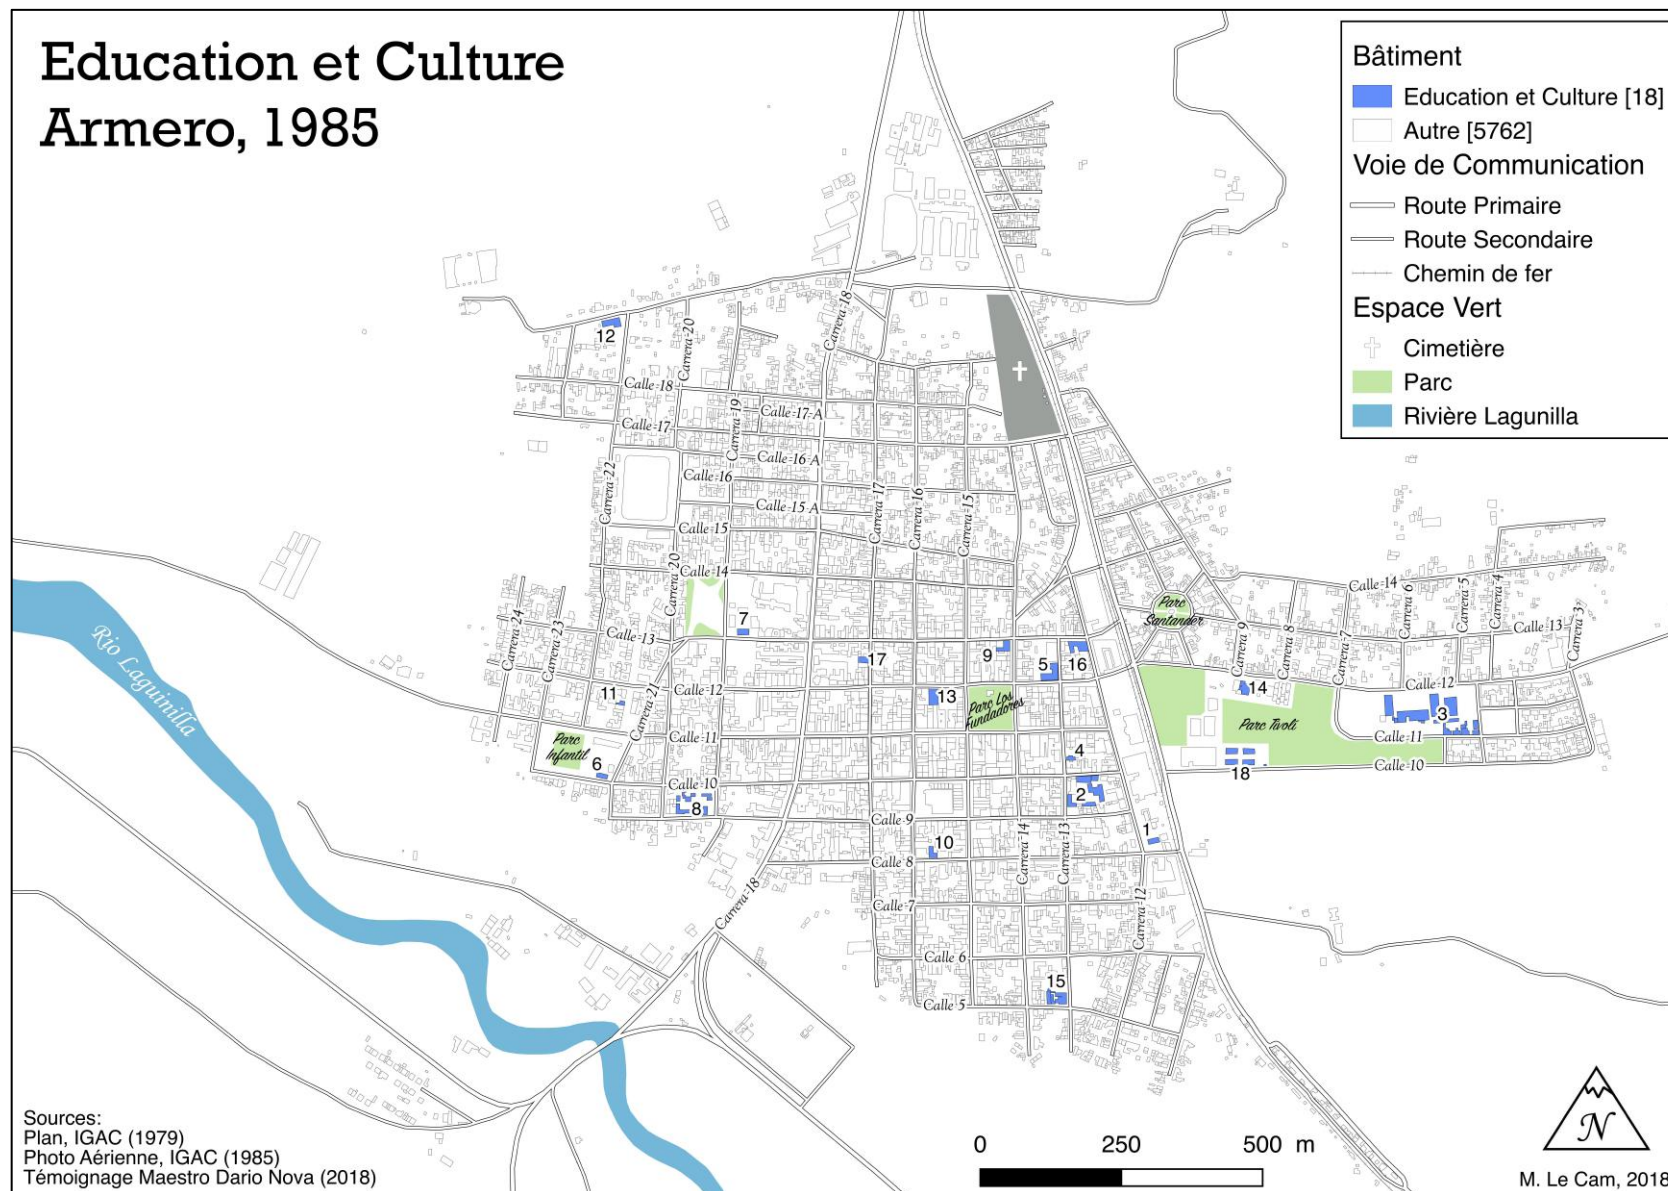 Education et Culture
Armero, 1985
Bâtiment
Education et Culture [18]
Autre [5762]
Voie de Communication
Route Primaire
Route Secondaire
Chemin de fer
Espace Vert
Cimetière
Parc
Rivière Lagunilla
12
Carrera 20
Carrera 18
Calle 18
Calle 17-A
Carrera 19
Calle 17
Calle 16 A
Calle 16
Carrera 22
Carrera 17
Carrera 16
Carrera 15
Calle 15 A
Calle 15
Calle 14
Carrera 20
Calle 14
Carrera 6
Carrera 5
Carrera 4
Parc
Santander
Carrera 24
Carrera 23
Calle 13
7
Carrera 9
Carrera 8
Carrera 7
Calle 13
Carrera 3
Rio Laguinilla
17
9
5
16
11
Carrera 21
Calle 12
13
Parc Los
Fundadores
14
Calle 12
Parc Tivoli
3
Calle 11
Calle 11
Parc
Infantil
6
4
18
Calle 10
Calle 10
8
2
Calle 9
1
10
Calle 8
Carrera 14
Carrera 13
Carrera 18
Calle 7
Carrera 12
Calle 6
15
Calle 5
Sources:
Plan, IGAC (1979)
Photo Aérienne, IGAC (1985)
Témoignage Maestro Dario Nova (2018)
0 250 500 m
N
M. Le Cam, 2018